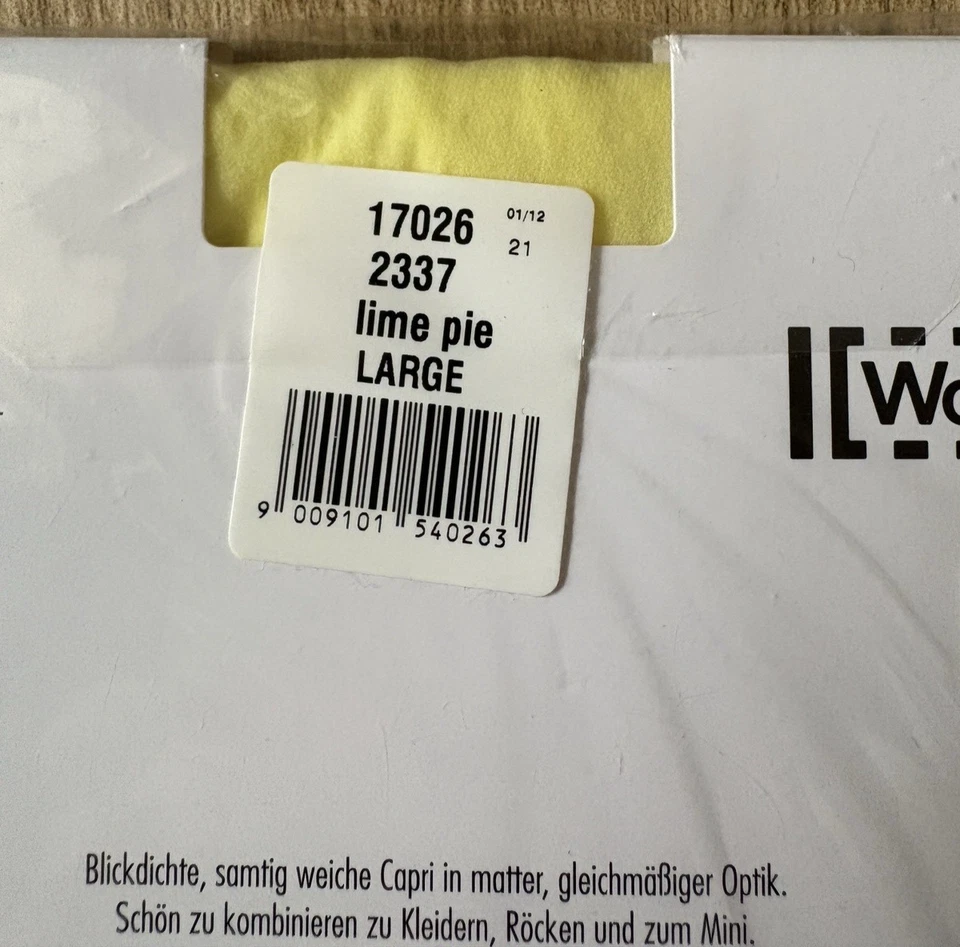 17026 01/12
2337 21
lime pie
LARGE
9 009101 540263
Wo
Blickdichte, samtig weiche Capri in matter, gleichmäßiger Optik.
Schön zu kombinieren zu Kleidern, Röcken und zum Mini.